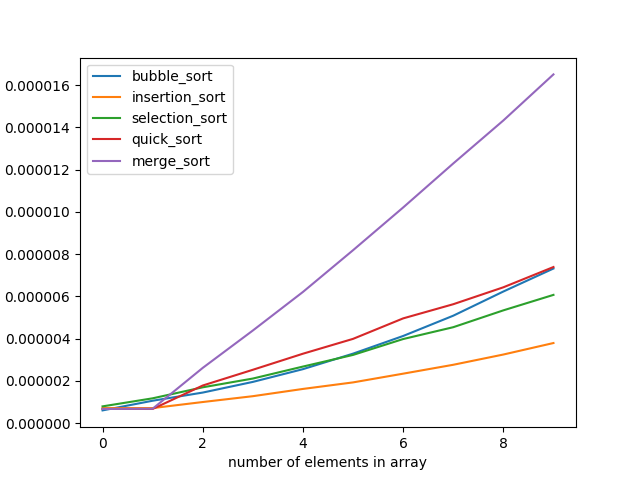 bubble_sort
insertion_sort
selection_sort
quick_sort
merge_sort
0.000016
0.000014
0.000012
0.000010
0.000008
0.000006
0.000004
0.000002
0.000000
0 2 4 6 8
number of elements in array